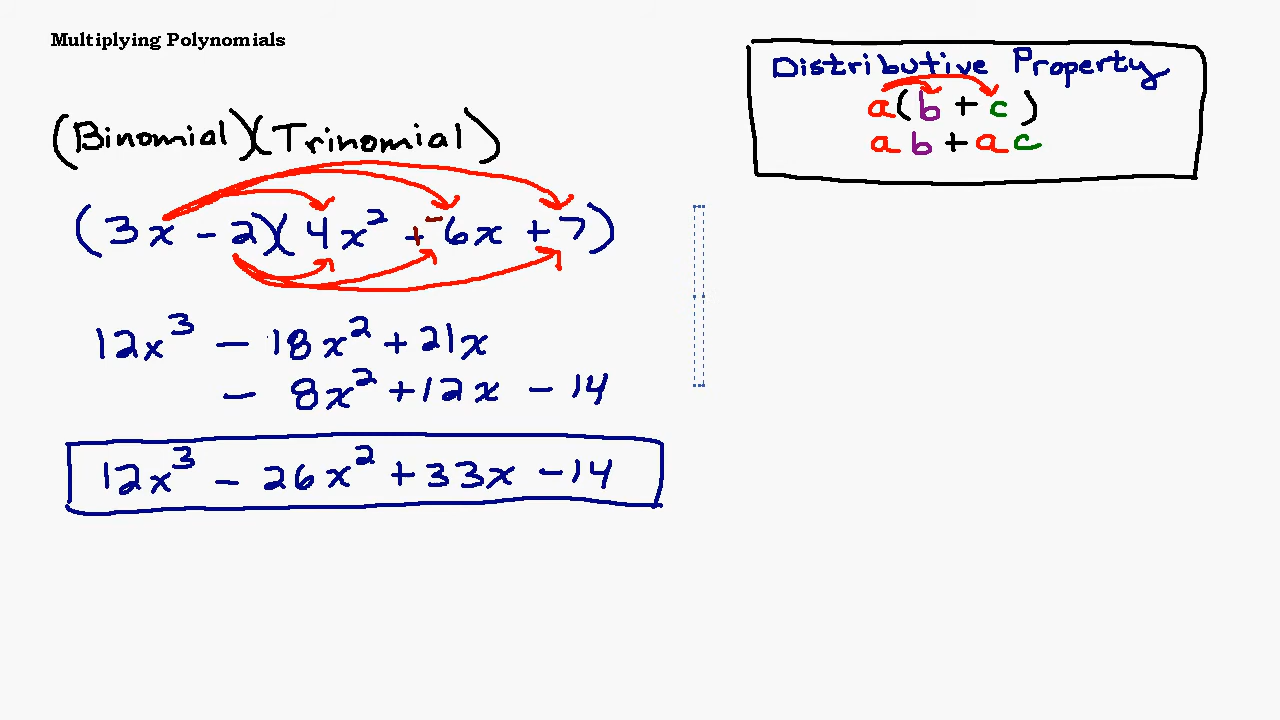 Multiplying Polynomials
Distributive Property
a(b + c)
ab + ac
(Binomial)(Trinomial)
(3x - 2)(4x² + ⁻6x + 7)
12x³ - 18x² + 21x
- 8x² + 12x - 14
12x³ - 26x² + 33x - 14